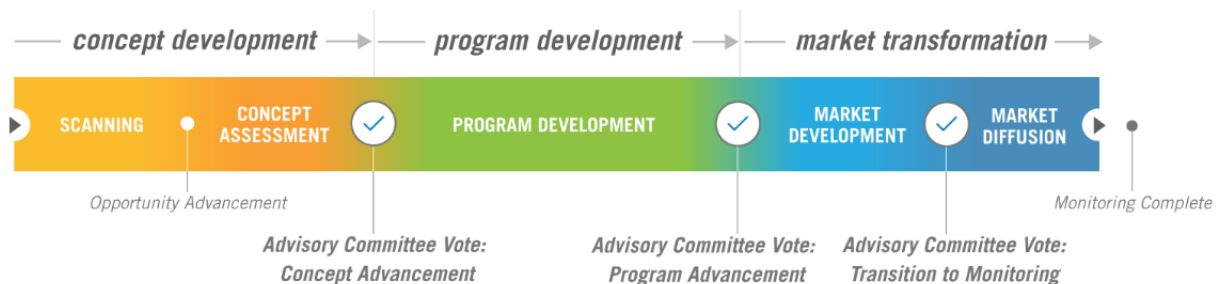 concept development
program development
market transformation
SCANNING
CONCEPT
ASSESSMENT
PROGRAM DEVELOPMENT
MARKET
DEVELOPMENT
MARKET
DIFFUSION
Opportunity Advancement
Monitoring Complete
Advisory Committee Vote:
Concept Advancement
Advisory Committee Vote:
Program Advancement
Advisory Committee Vote:
Transition to Monitoring